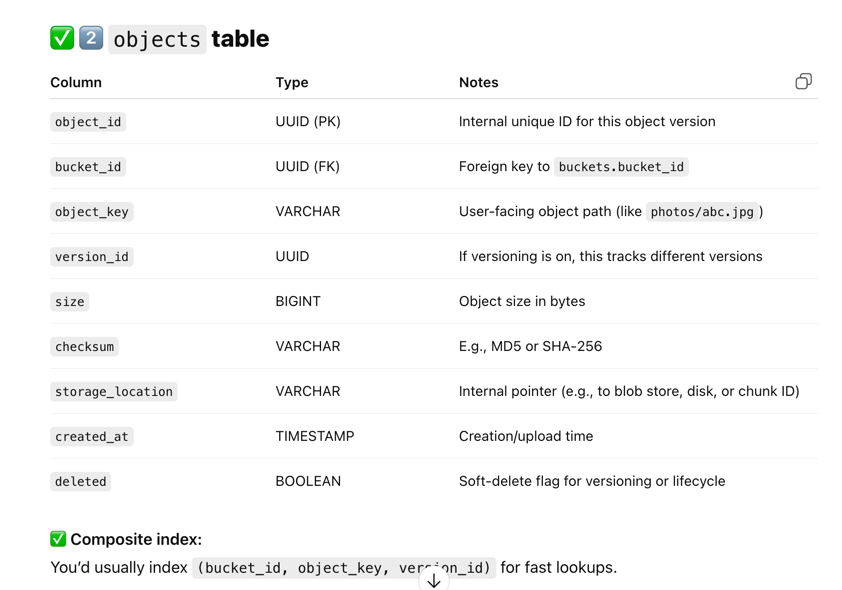 ✅ 2️⃣ objects table
Column Type Notes
object_id UUID (PK) Internal unique ID for this object version
bucket_id UUID (FK) Foreign key to buckets.bucket_id
object_key VARCHAR User-facing object path (like photos/abc.jpg )
version_id UUID If versioning is on, this tracks different versions
size BIGINT Object size in bytes
checksum VARCHAR E.g., MD5 or SHA-256
storage_location VARCHAR Internal pointer (e.g., to blob store, disk, or chunk ID)
created_at TIMESTAMP Creation/upload time
deleted BOOLEAN Soft-delete flag for versioning or lifecycle
✅ Composite index:
You’d usually index (bucket_id, object_key, version_id) for fast lookups.